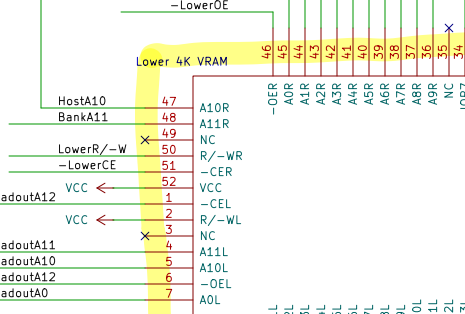 -LowerOE
Lower 4K VRAM
46 45 44 43 42 41 40 39 38 37 36 35 34
-OER A0R A1R A2R A3R A4R A5R A6R A7R A8R A9R NC
HostA10 47 A10R
BankA11 48 A11R
49 NC
LowerR/-W 50 R/-WR
-LowerCE 51 -CER
VCC 52 VCC
adoutA12 1 -CEL
VCC 2 R/-WL
3 NC
adoutA11 4 A11L
adoutA10 5 A10L
adoutA12 6 -OEL
adoutA0 7 A0L